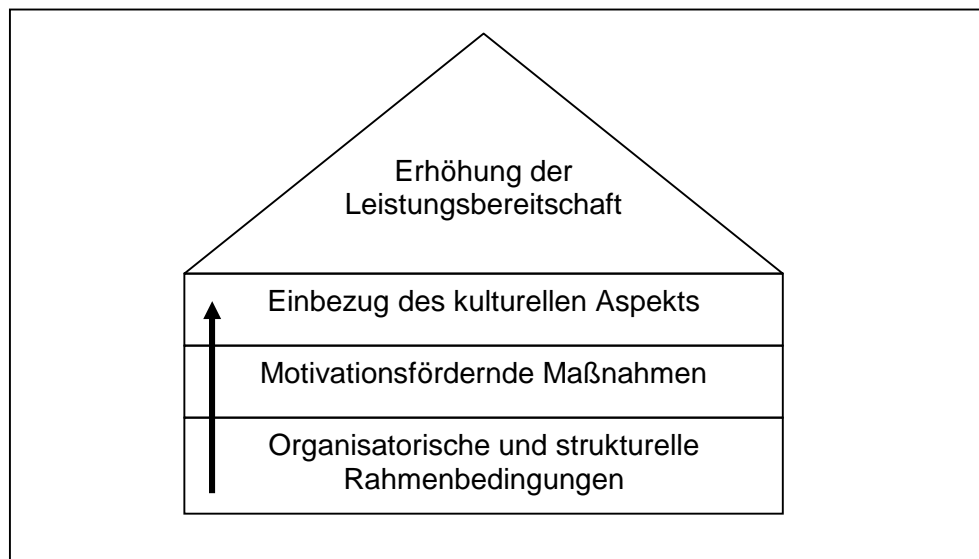 Erhöhung der
Leistungsbereitschaft
Einbezug des kulturellen Aspekts
Motivationsfördernde Maßnahmen
Organisatorische und strukturelle
Rahmenbedingungen